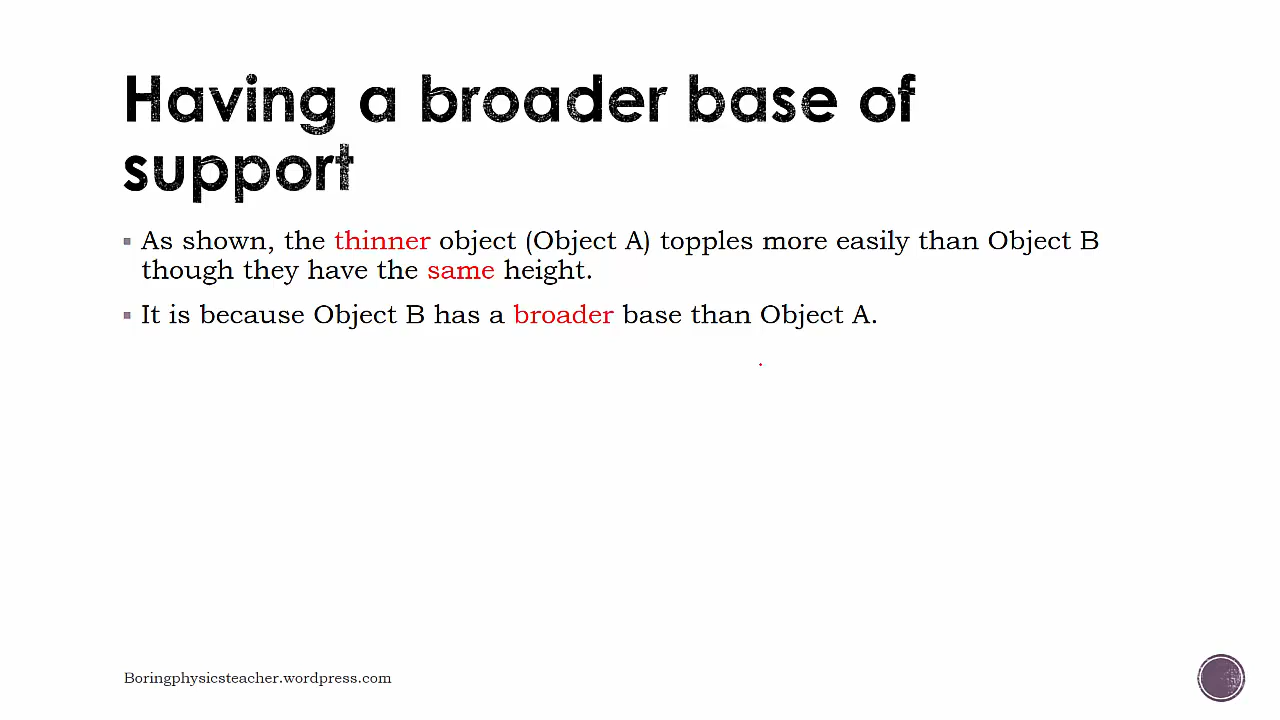 Having a broader base of
support
As shown, the thinner object (Object A) topples more easily than Object B
though they have the same height.
It is because Object B has a broader base than Object A.
Boringphysicsteacher.wordpress.com